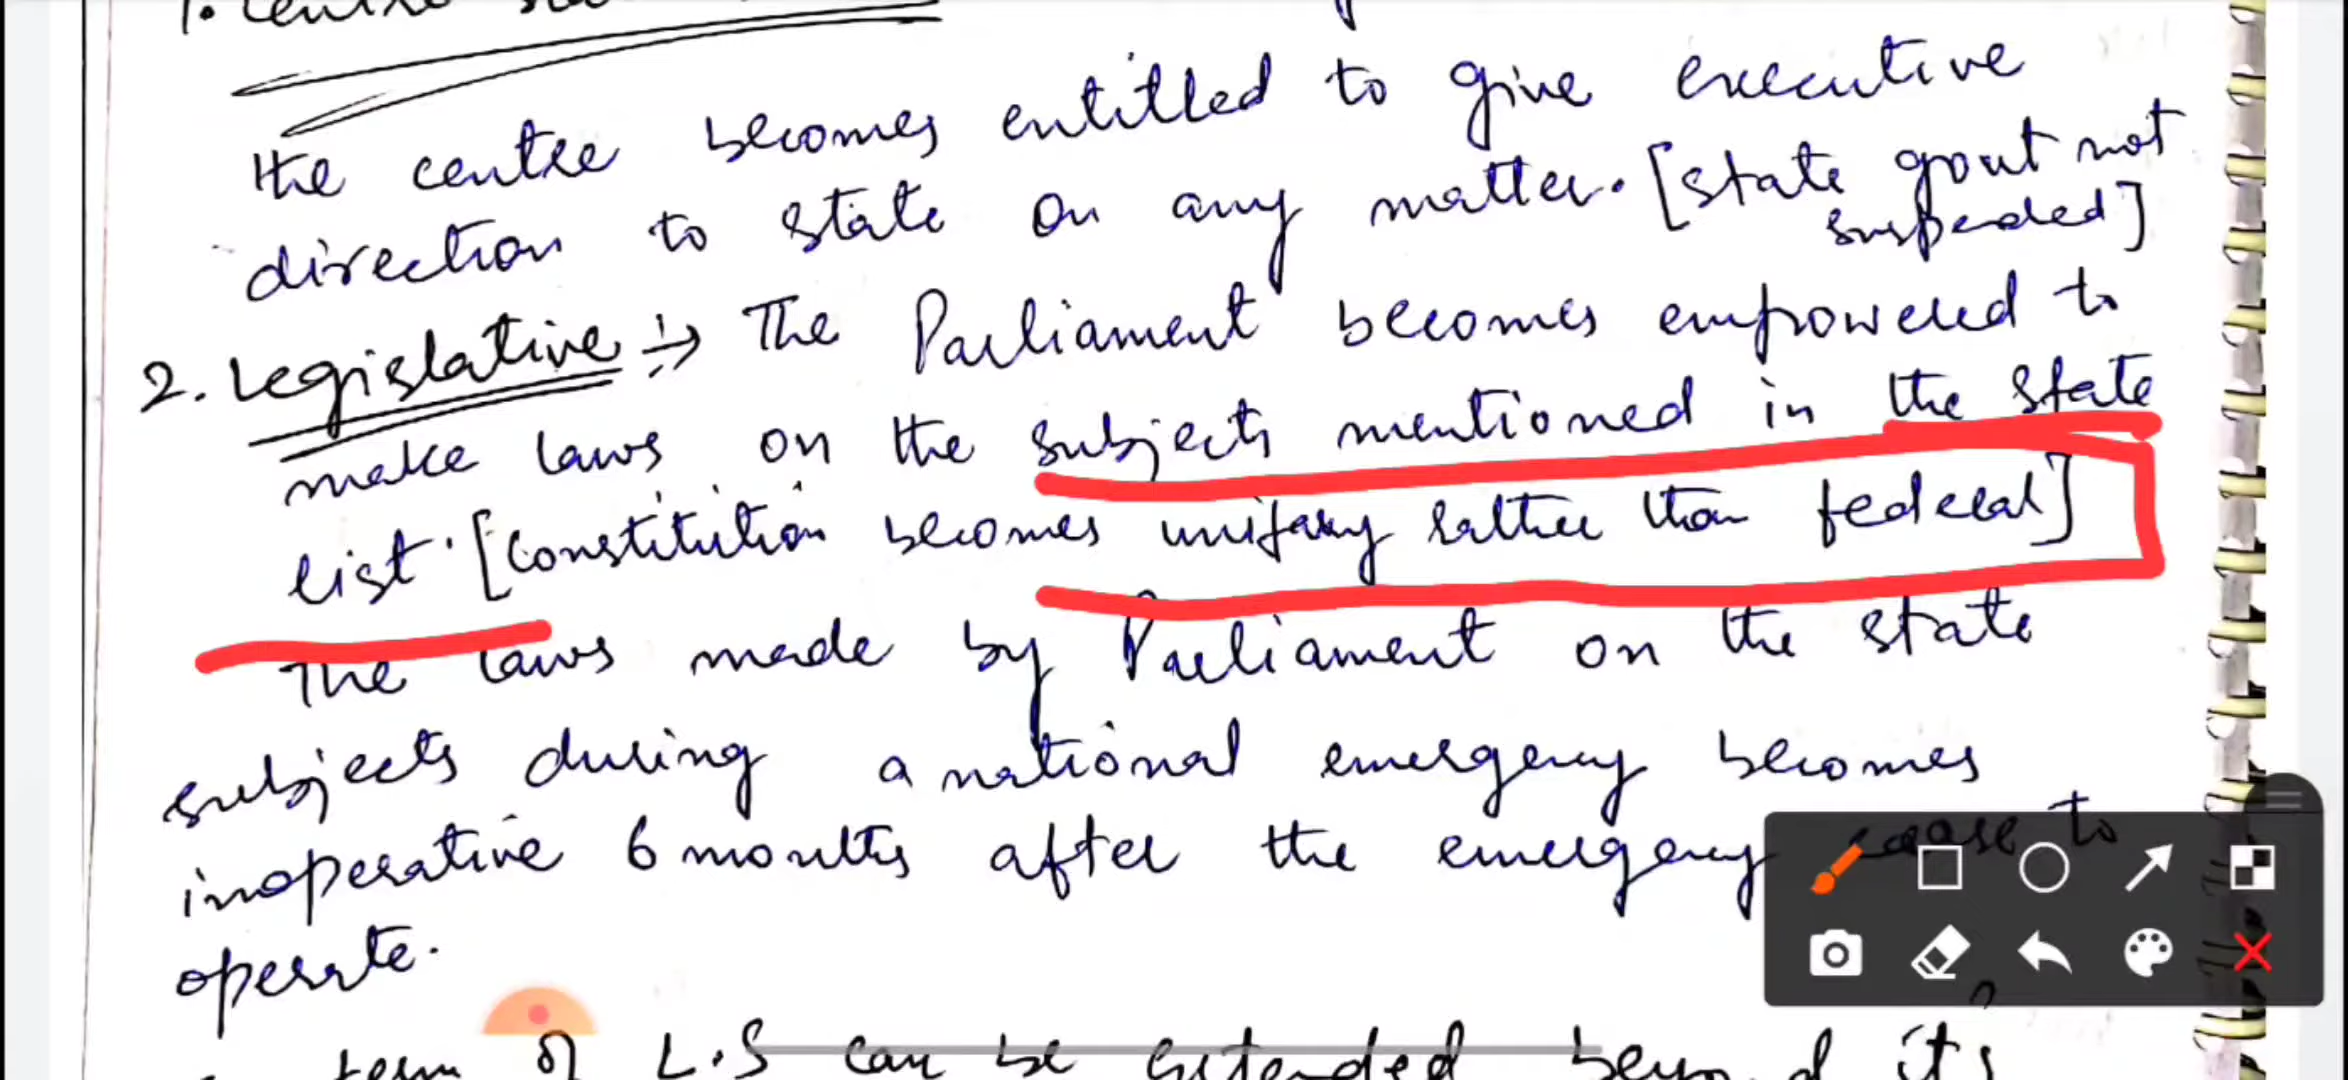 1. Centre
the centre becomes entitled to give executive
direction to state on any matter. [state govt not
suspended]
2. Legislative :→ The Parliament becomes empowered to
make laws on the subjects mentioned in the state
list. [Constitution becomes unitary rather than federal]
The laws made by Parliament on the state
subjects during a national emergency becomes
inoperative 6 months after the emergency cease to
operate.
term of L.S can be extended beyond it's